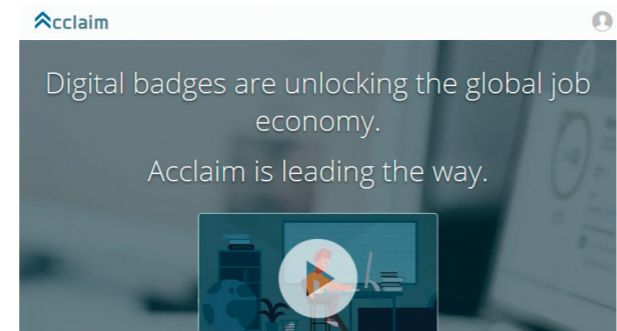 Acclaim
Digital badges are unlocking the global job
economy.
Acclaim is leading the way.